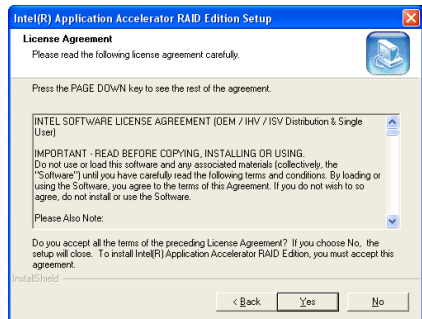 Intel(R) Application Accelerator RAID Edition Setup
License Agreement
Please read the following license agreement carefully.
Press the PAGE DOWN key to see the rest of the agreement.
INTEL SOFTWARE LICENSE AGREEMENT (OEM / IHV / ISV Distribution & Single
User)
IMPORTANT - READ BEFORE COPYING, INSTALLING OR USING.
Do not use or load this software and any associated materials (collectively, the
"Software") until you have carefully read the following terms and conditions. By loading or
using the Software, you agree to the terms of this Agreement. If you do not wish to so
agree, do not install or use the Software.
Please Also Note:
Do you accept all the terms of the preceding License Agreement? If you choose No, the
setup will close. To install Intel(R) Application Accelerator RAID Edition, you must accept this
agreement.
InstallShield
< Back
Yes
No